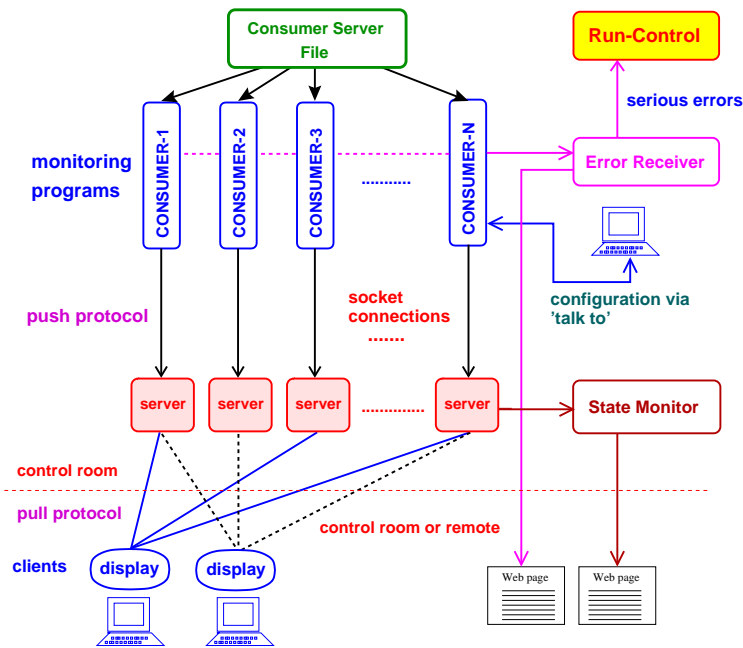 Consumer Server
File
Run-Control
serious errors
CONSUMER-1
CONSUMER-2
CONSUMER-3
CONSUMER-N
monitoring
programs
...........
Error Receiver
push protocol
socket
connections
.......
configuration via
'talk to'
server
server
server
..............
server
State Monitor
control room
pull protocol
control room or remote
clients
display
display
Web page
Web page